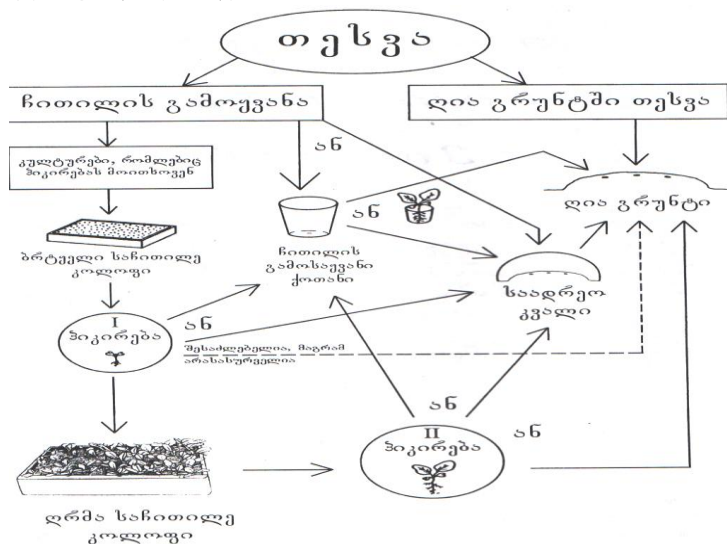 თესვა
ჩითილის გამოყვანა
ღია გრუნტში თესვა
კულტურები, რომლებიც
პიკირებას მოითხოვენ
ან
ბრტყელი საჩითილე
კოლოფი
ჩითილის
გამოსაყვანი
ქოთანი
ან
ღია გრუნტი
საადრეო
კვალი
I
პიკირება
ან
შესაძლებელია, მაგრამ
არასასურველია
ღრმა საჩითილე
კოლოფი
II
პიკირება
ან
ან